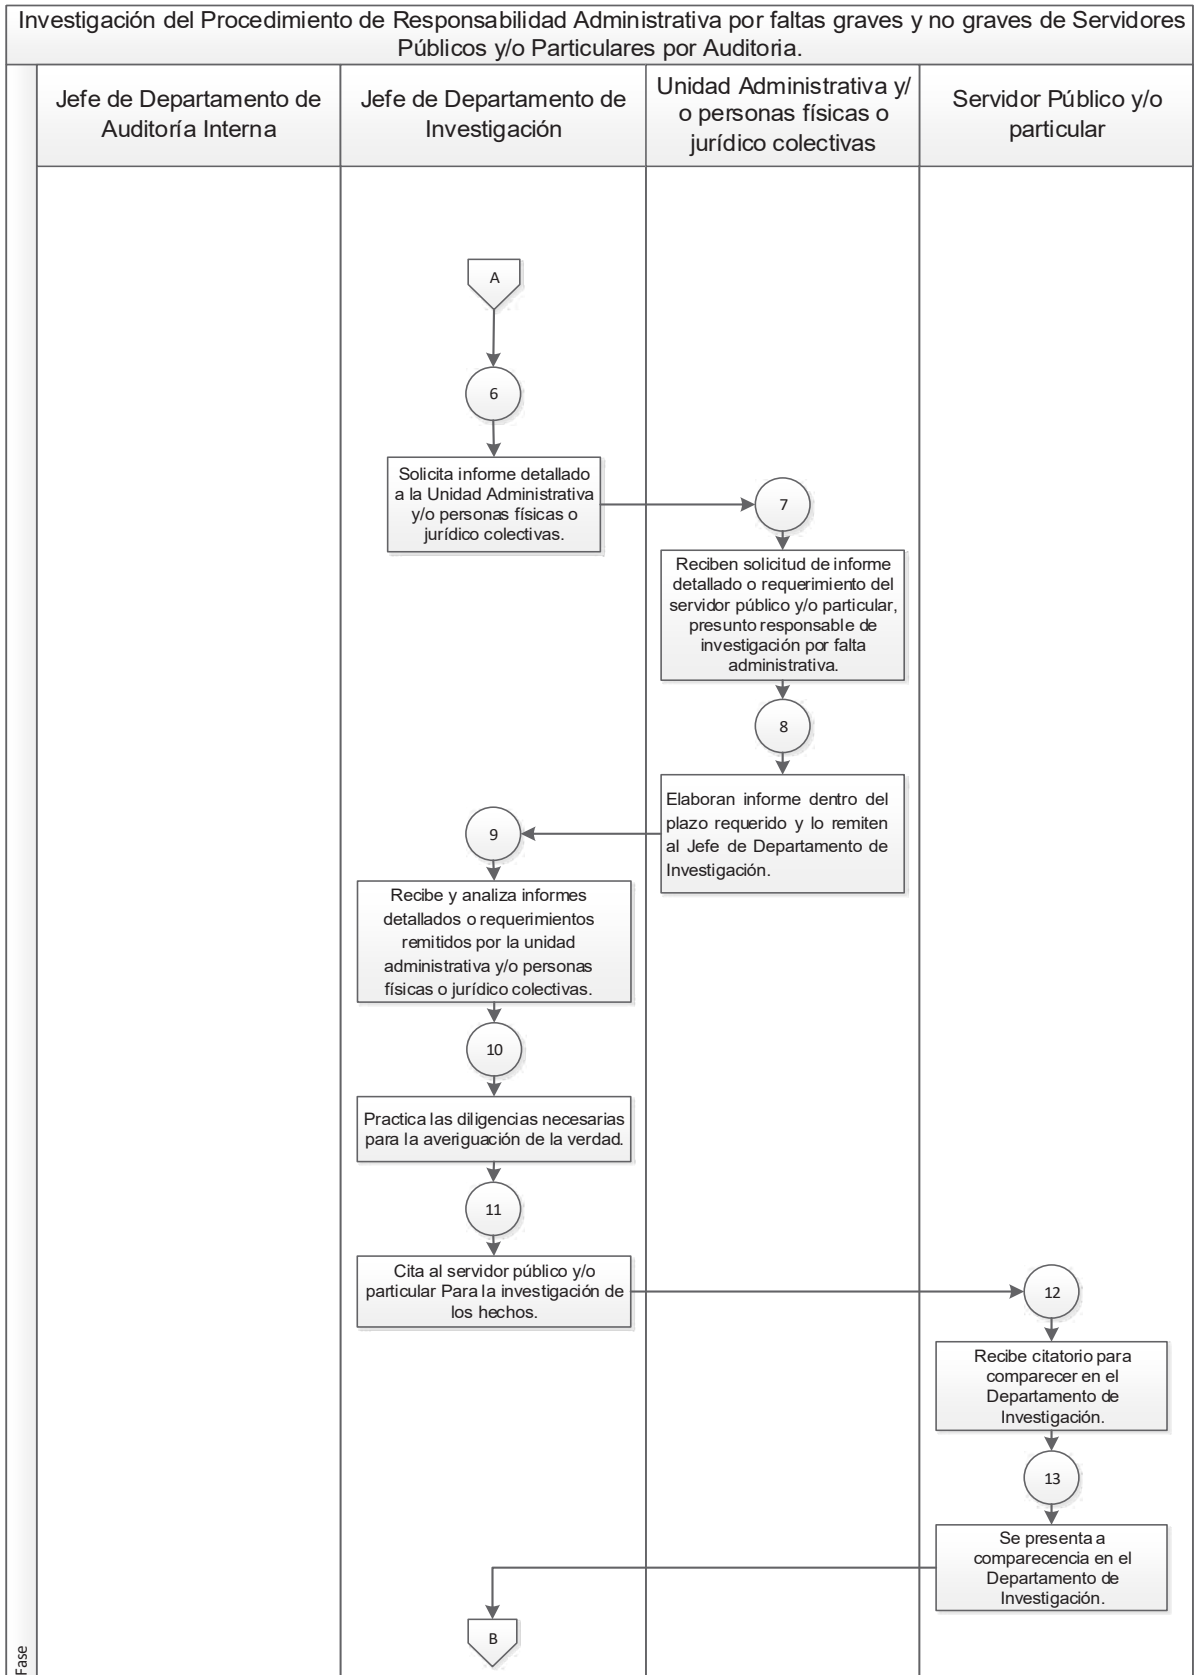 Investigación del Procedimiento de Responsabilidad Administrativa por faltas graves y no graves de Servidores
Públicos y/o Particulares por Auditoria.
Jefe de Departamento de
Auditoría Interna
Jefe de Departamento de
Investigación
Unidad Administrativa y/
o personas físicas o
jurídico colectivas
Servidor Público y/o
particular
A
6
Solicita informe detallado
a la Unidad Administrativa
y/o personas físicas o
jurídico colectivas.
7
Reciben solicitud de informe
detallado o requerimiento del
servidor público y/o particular,
presunto responsable de
investigación por falta
administrativa.
8
Elaboran informe dentro del
plazo requerido y lo remiten
al Jefe de Departamento de
Investigación.
9
Recibe y analiza informes
detallados o requerimientos
remitidos por la unidad
administrativa y/o personas
físicas o jurídico colectivas.
10
Practica las diligencias necesarias
para la averiguación de la verdad.
11
Cita al servidor público y/o
particular Para la investigación de
los hechos.
12
Recibe citatorio para
comparecer en el
Departamento de
Investigación.
13
Se presenta a
comparecencia en el
Departamento de
Investigación.
B
Fase